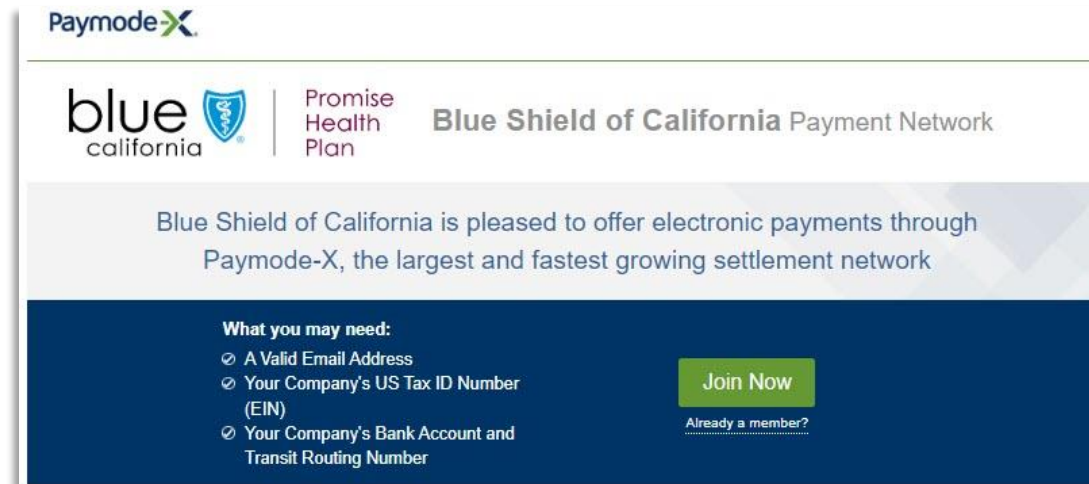 Paymode-X
blue
california
Promise
Health
Plan
Blue Shield of California Payment Network
Blue Shield of California is pleased to offer electronic payments through
Paymode-X, the largest and fastest growing settlement network
What you may need:
A Valid Email Address
Your Company's US Tax ID Number
(EIN)
Your Company's Bank Account and
Transit Routing Number
Join Now
Already a member?